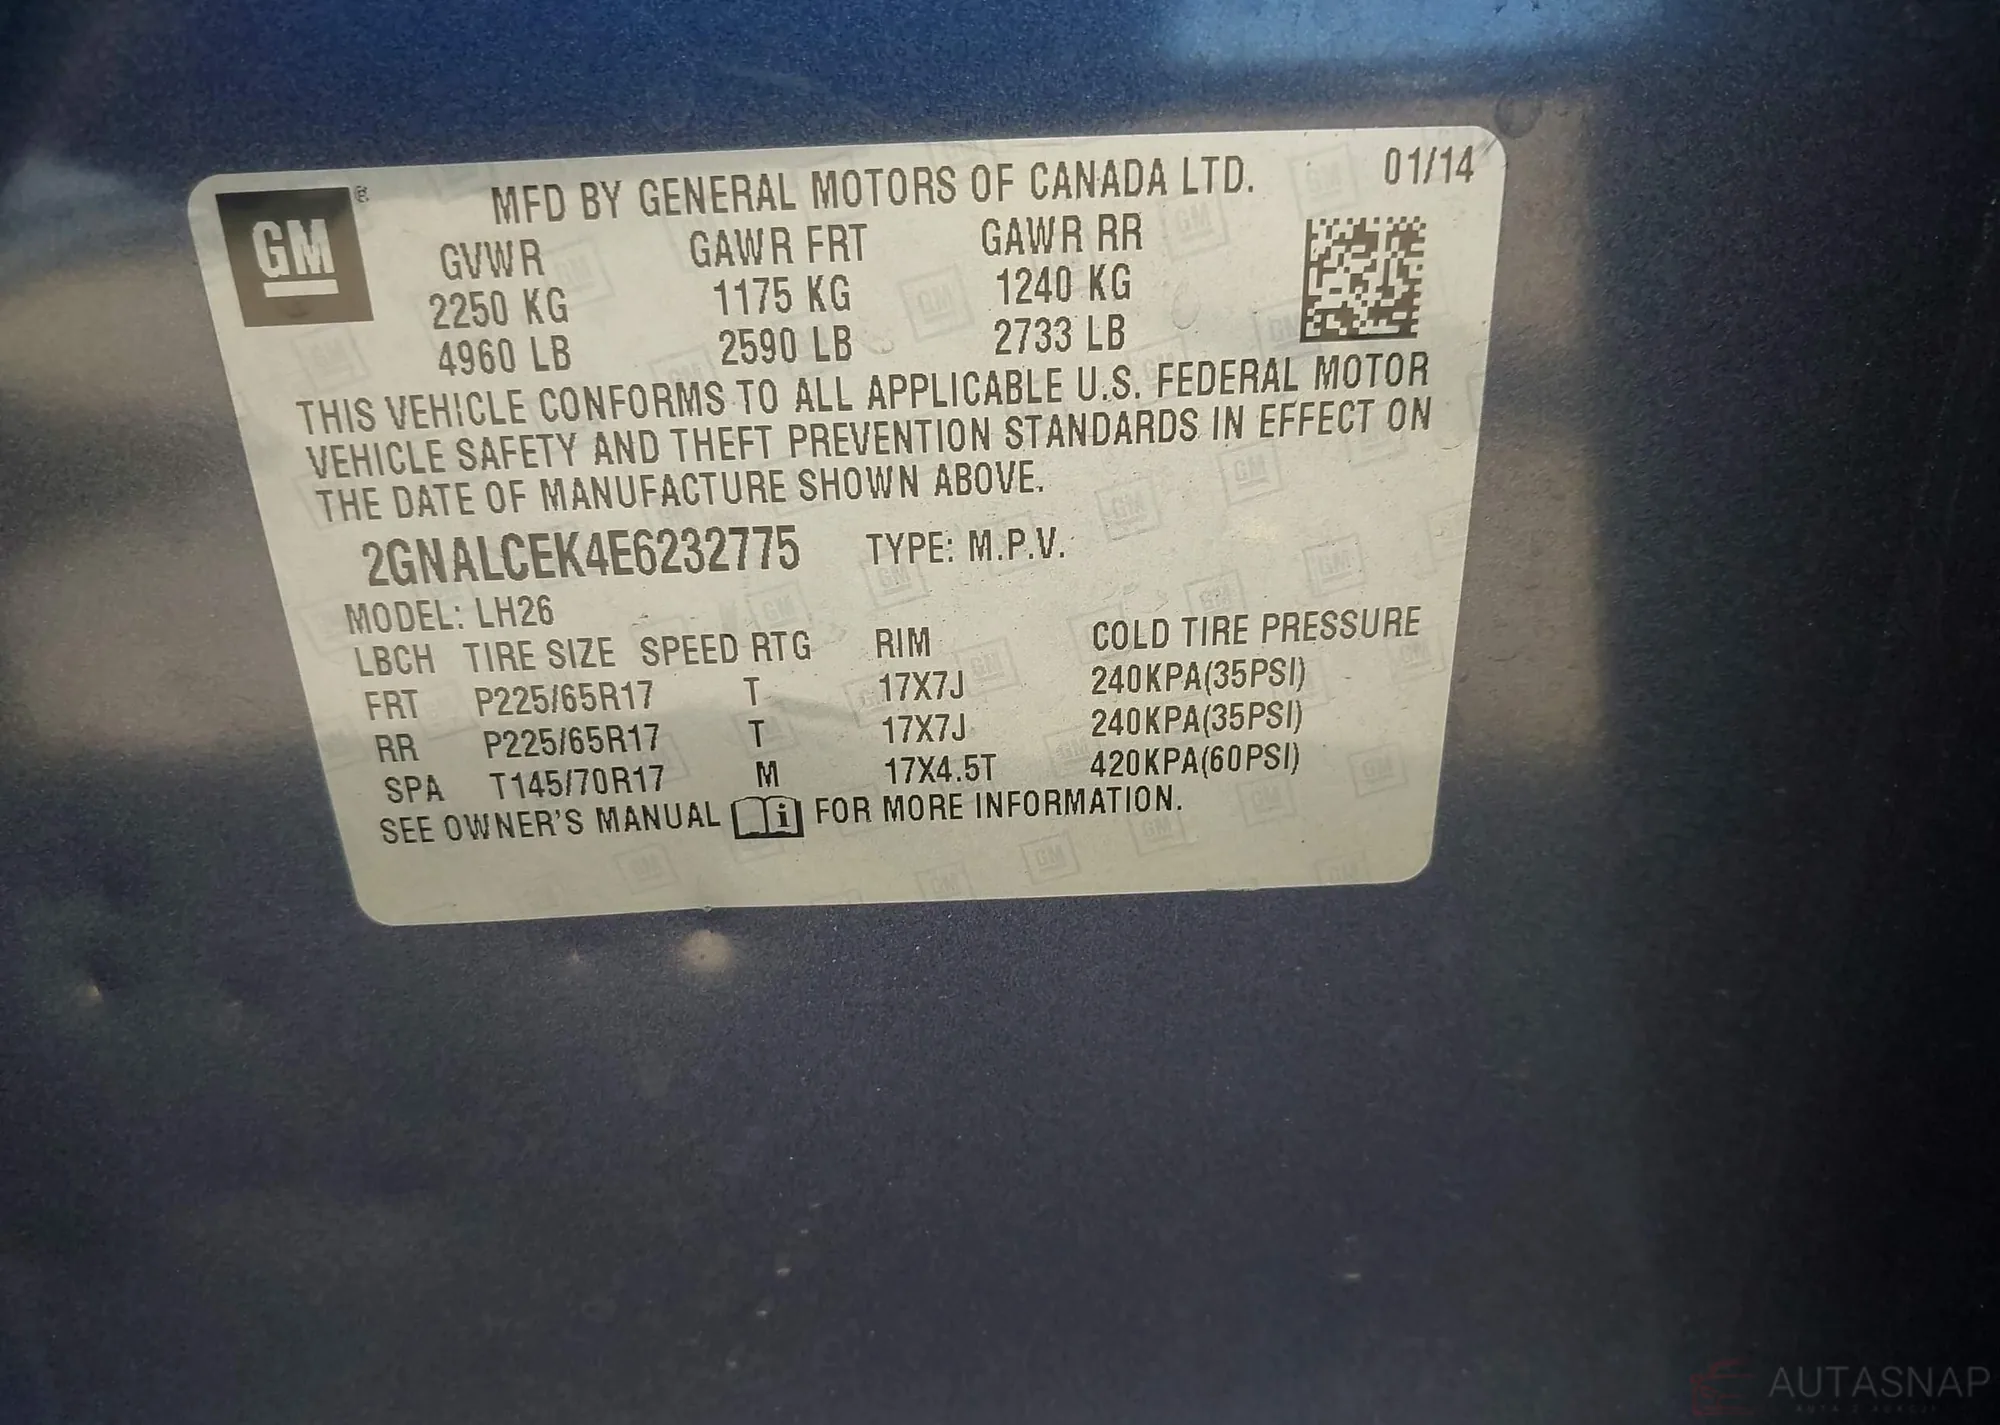 GM ®
MFD BY GENERAL MOTORS OF CANADA LTD. 01/14
GVWR GAWR FRT GAWR RR
2250 KG 1175 KG 1240 KG
4960 LB 2590 LB 2733 LB
THIS VEHICLE CONFORMS TO ALL APPLICABLE U.S. FEDERAL MOTOR
VEHICLE SAFETY AND THEFT PREVENTION STANDARDS IN EFFECT ON
THE DATE OF MANUFACTURE SHOWN ABOVE.
2GNALCEK4E6232775 TYPE: M.P.V.
MODEL: LH26
LBCH TIRE SIZE SPEED RTG RIM COLD TIRE PRESSURE
FRT P225/65R17 T 17X7J 240KPA(35PSI)
RR P225/65R17 T 17X7J 240KPA(35PSI)
SPA T145/70R17 M 17X4.5T 420KPA(60PSI)
SEE OWNER'S MANUAL i FOR MORE INFORMATION.
AUTASNAP